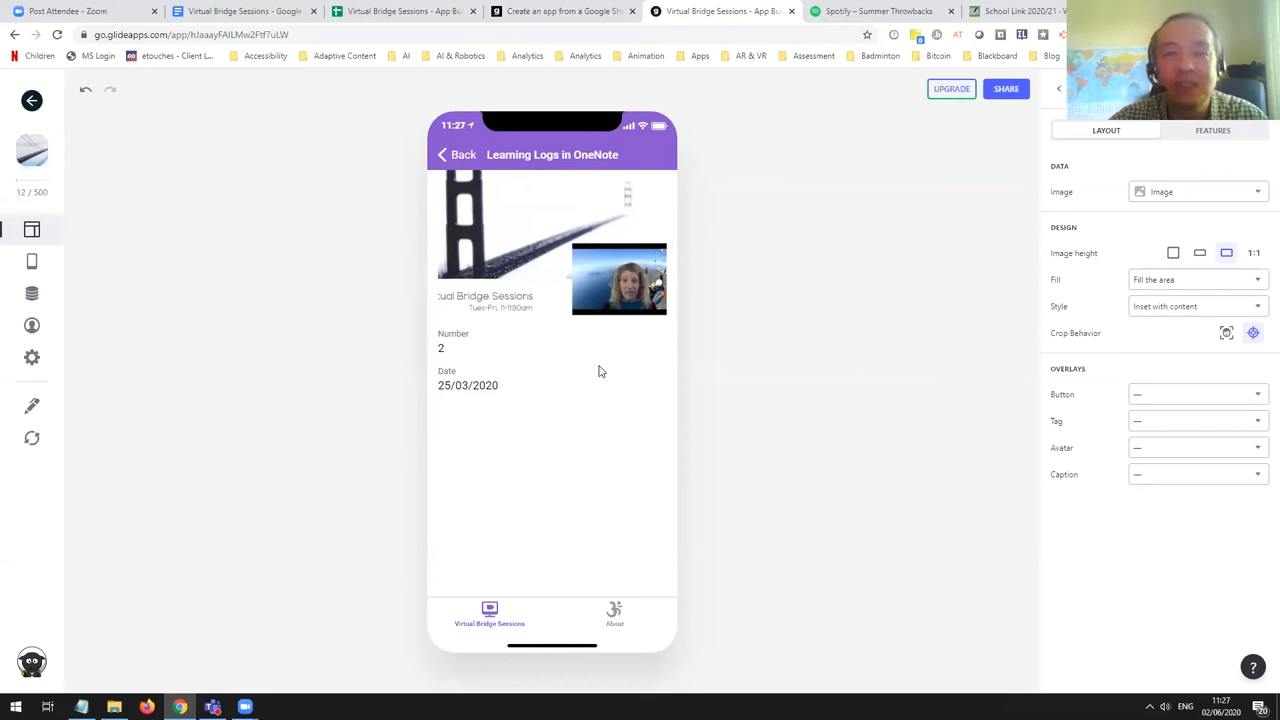 Post Attendee - Zoom
Virtual Bridge Sessions - Google
Virtual Bridge Sessions - App Bu
Create an app from a Google She
Virtual Bridge Sessions - App Bu
Spotify – Summer Throwbacks
School Link 2020/21 -
go.glideapps.com/app/
Children
MS Login
etouches - Client L...
Accessibility
Adaptive Content
AI
AI & Robotics
Analytics
Analytics
Animation
Apps
AR & VR
Assessment
Badminton
Bitcoin
Blackboard
Blog
UPGRADE
SHARE
12 / 500
11:27
Back
Learning Logs in OneNote
tual Bridge Sessions
Tues-Fri, 11-11:30am
Number
2
Date
25/03/2020
Virtual Bridge Sessions
About
LAYOUT
FEATURES
DATA
Image
Image
DESIGN
Image height
1:1
Fill
Fill the area
Style
Inset with content
Crop Behavior
OVERLAYS
Button
—
Tag
—
Avatar
—
Caption
—
?
ENG
11:27
02/06/2020
20